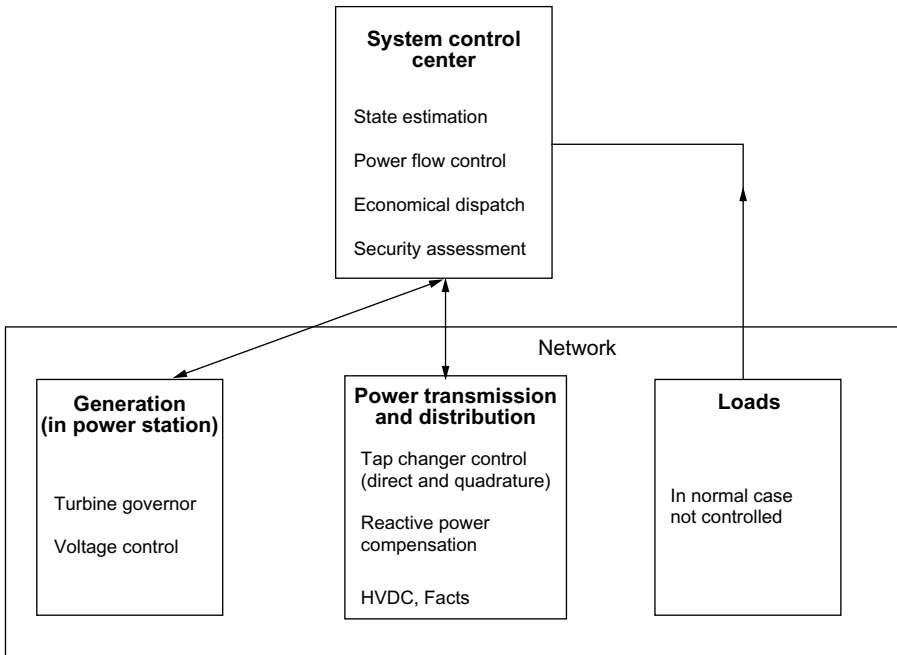 System control
center
State estimation
Power flow control
Economical dispatch
Security assessment
Network
Generation
(in power station)
Turbine governor
Voltage control
Power transmission
and distribution
Tap changer control
(direct and quadrature)
Reactive power
compensation
HVDC, Facts
Loads
In normal case
not controlled